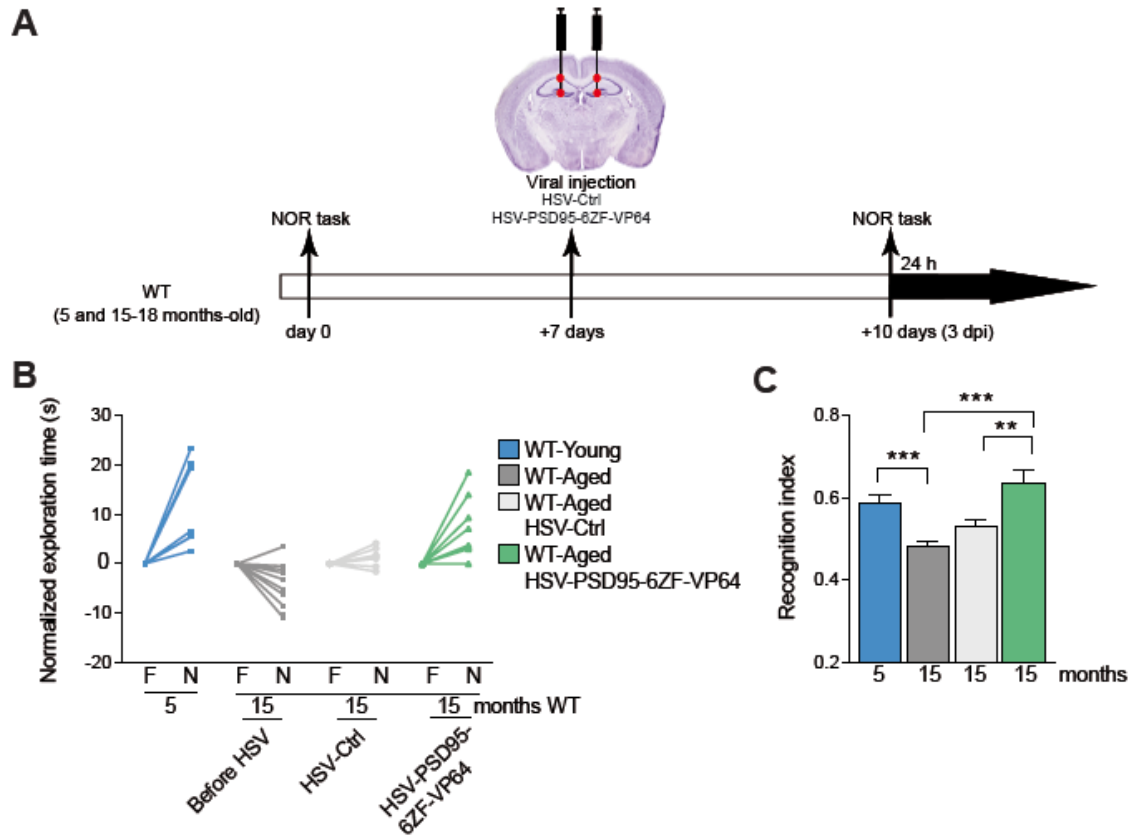 A
Viral injection
HSV-Ctrl
HSV-PSD95-6ZF-VP64
NOR task
NOR task
24 h
WT
(5 and 15-18 months-old)
day 0
+7 days
+10 days (3 dpi)
B
Normalized exploration time (s)
30
20
10
0
-10
-20
F N F N F N F N
5 15 15 15 months WT
Before HSV
HSV-Ctrl
HSV-PSD95-
6ZF-VP64
WT-Young
WT-Aged
WT-Aged
HSV-Ctrl
WT-Aged
HSV-PSD95-6ZF-VP64
C
Recognition index
0.8
0.6
0.4
0.2
***
***
**
5 15 15 15 months